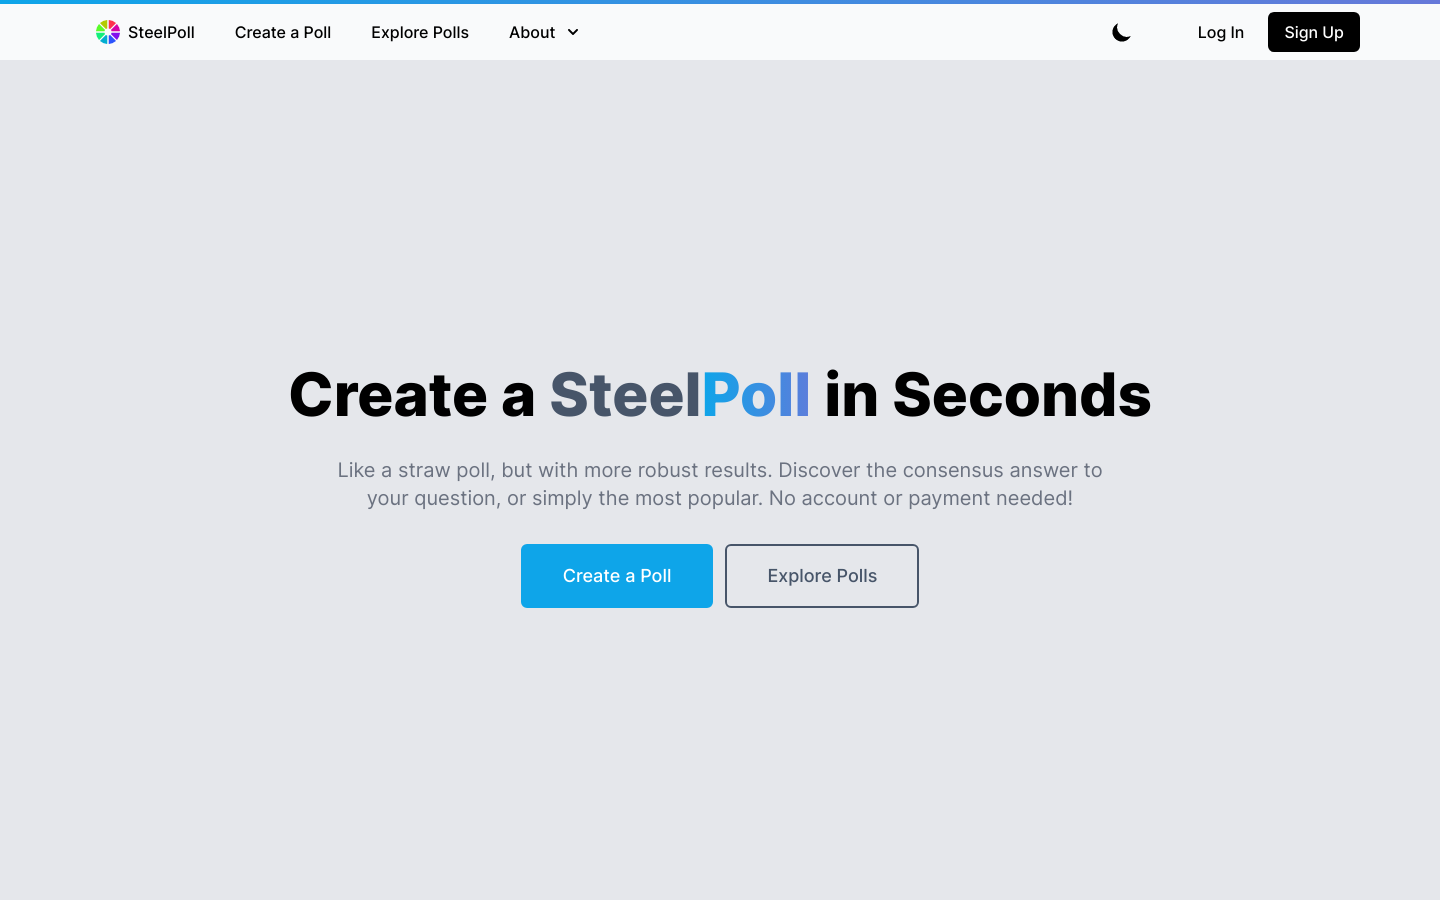 SteelPoll
Create a Poll
Explore Polls
About
Log In
Sign Up
Create a SteelPoll in Seconds
Like a straw poll, but with more robust results. Discover the consensus answer to
your question, or simply the most popular. No account or payment needed!
Create a Poll
Explore Polls